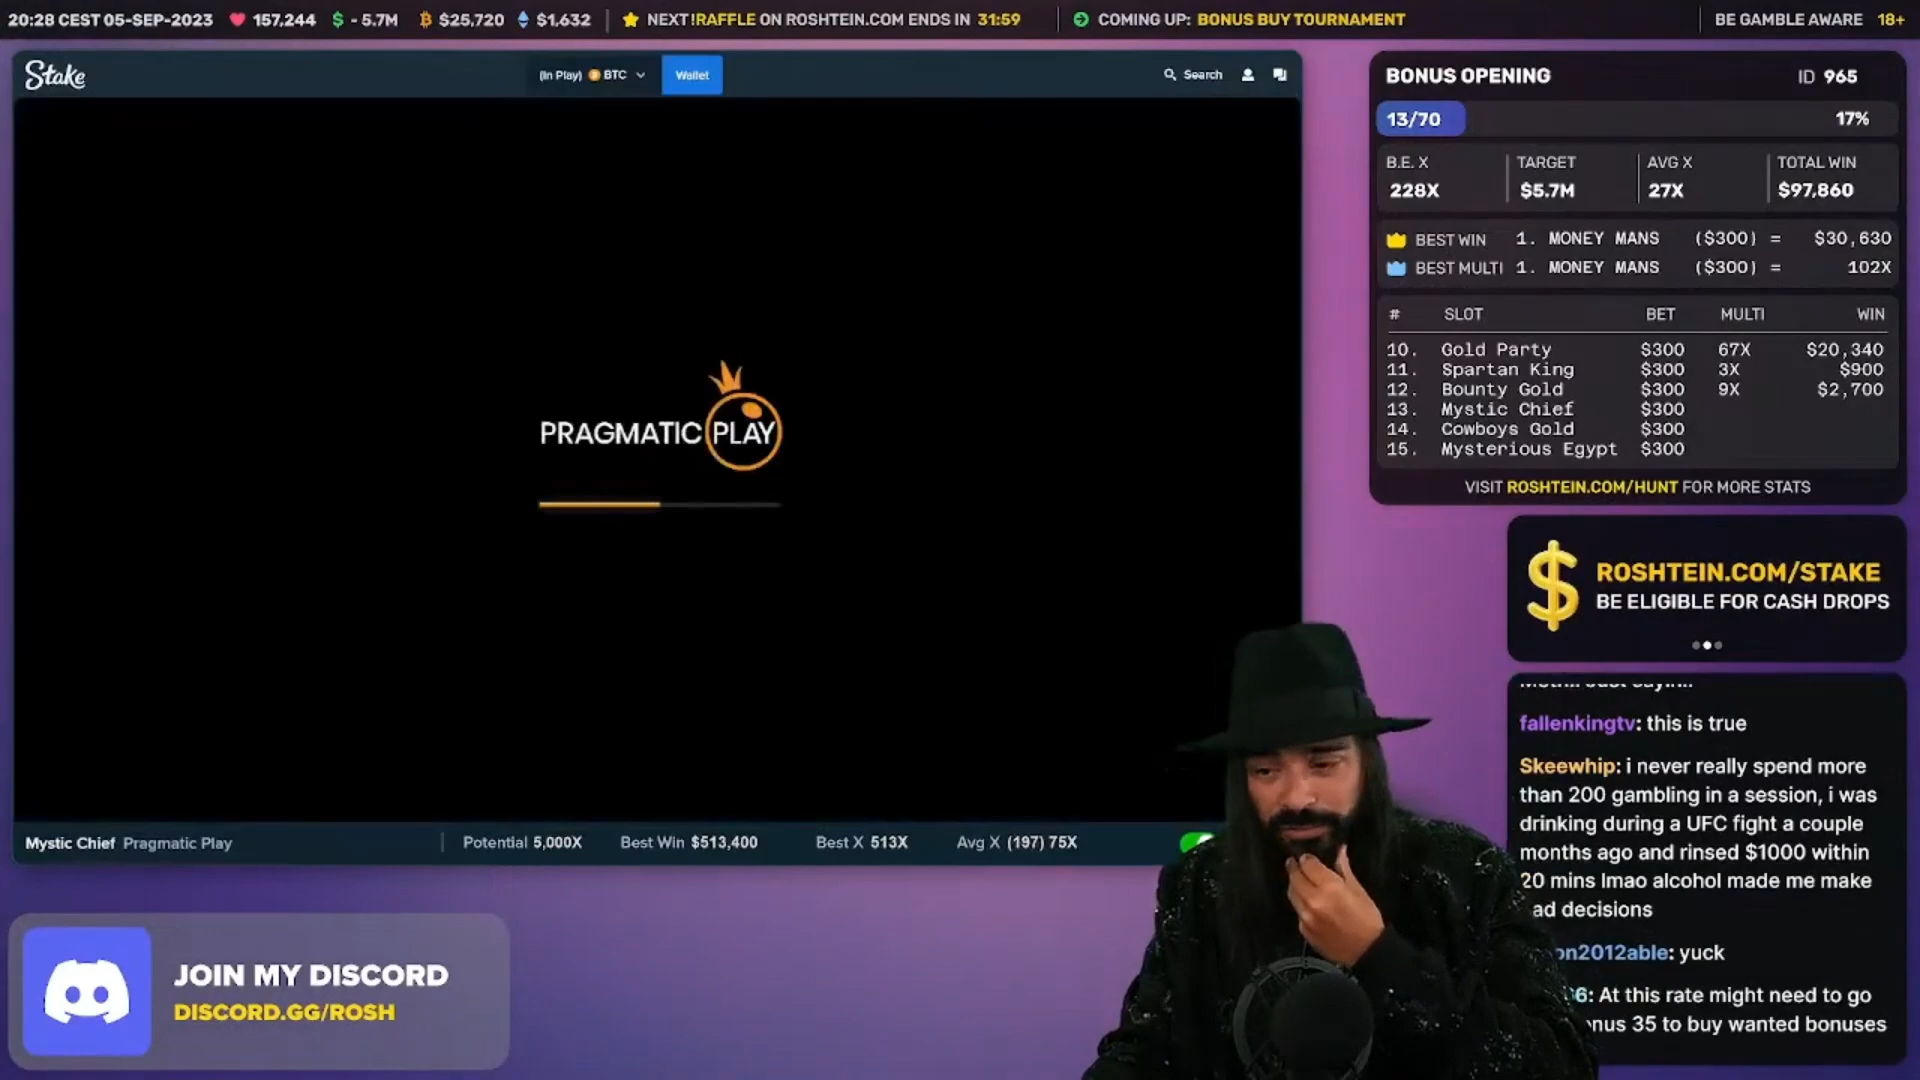 20:28 CEST 05-SEP-2023 157,244 $ - 5.7M $25,720 $1,632 NEXT !RAFFLE ON ROSHTEIN.COM ENDS IN 31:59 COMING UP: BONUS BUY TOURNAMENT BE GAMBLE AWARE 18+
Stake (In Play) BTC Wallet Search
PRAGMATIC PLAY
Mystic Chief Pragmatic Play Potential 5,000X Best Win $513,400 Best X 513X Avg X (197) 75X
JOIN MY DISCORD
DISCORD.GG/ROSH
BONUS OPENING ID 965
13/70 17%
B.E. X TARGET AVG X TOTAL WIN
228X $5.7M 27X $97,860
BEST WIN 1. MONEY MANS ($300) = $30,630
BEST MULTI 1. MONEY MANS ($300) = 102X
# SLOT BET MULTI WIN
10. Gold Party $300 67X $20,340
11. Spartan King $300 3X $900
12. Bounty Gold $300 9X $2,700
13. Mystic Chief $300
14. Cowboys Gold $300
15. Mysterious Egypt $300
VISIT ROSHTEIN.COM/HUNT FOR MORE STATS
$ ROSHTEIN.COM/STAKE
BE ELIGIBLE FOR CASH DROPS
fallenkingtv: this is true
Skeewhip: i never really spend more
than 200 gambling in a session, i was
drinking during a UFC fight a couple
months ago and rinsed $1000 within
20 mins lmao alcohol made me make
ad decisions
on2012able: yuck
6: At this rate might need to go
nus 35 to buy wanted bonuses